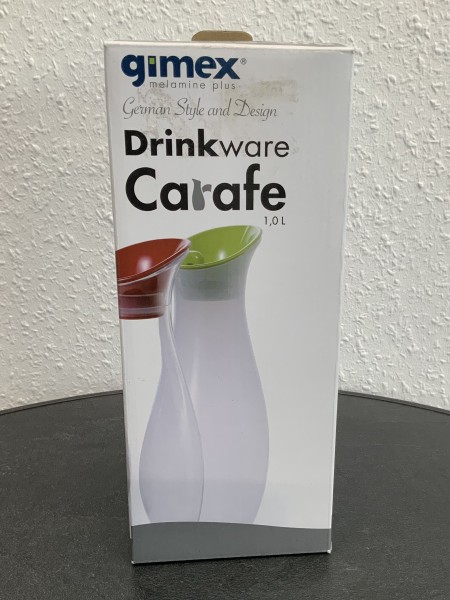 gimex®
melamine plus
German Style and Design
Drinkware
Carafe
1,0 L